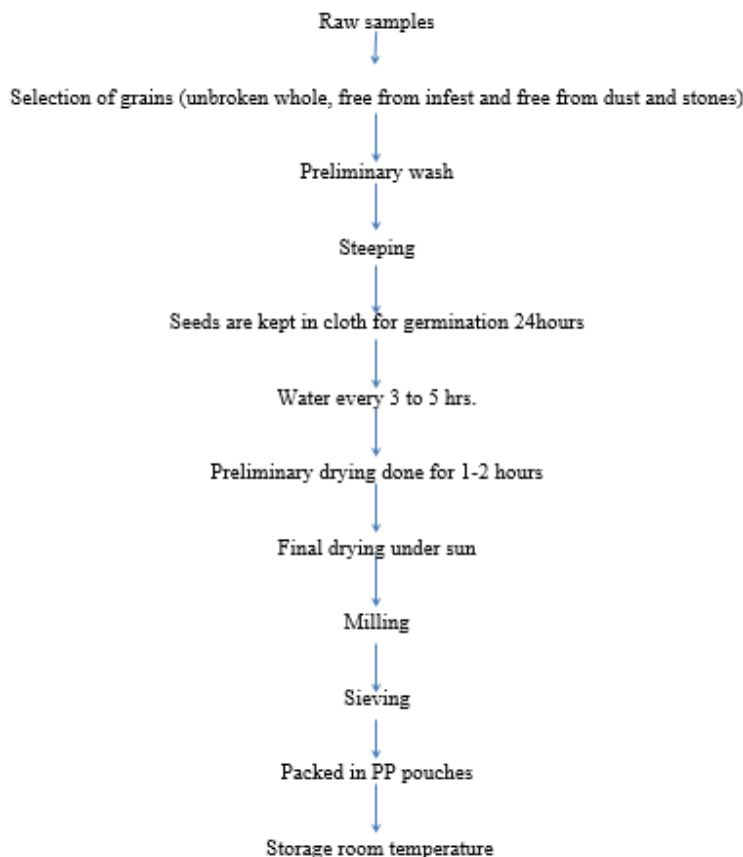 Raw samples
Selection of grains (unbroken whole, free from infest and free from dust and stones)
Preliminary wash
Steeping
Seeds are kept in cloth for germination 24hours
Water every 3 to 5 hrs.
Preliminary drying done for 1-2 hours
Final drying under sun
Milling
Sieving
Packed in PP pouches
Storage room temperature